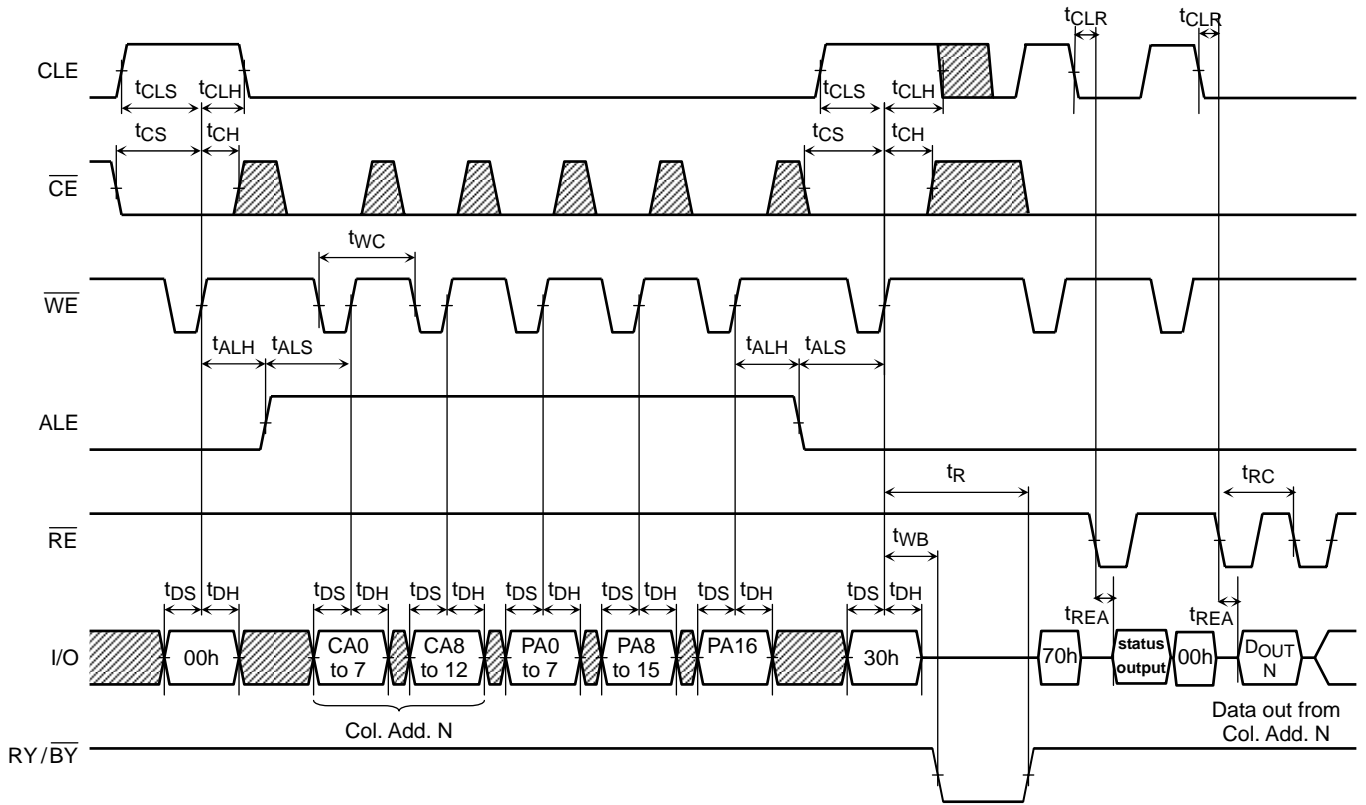 tCLR tCLR
CLE
tCLS tCLH tCLS tCLH
tCS tCH tCS tCH
CE
tWC
WE
tALH tALS tALH tALS
ALE
tR tRC
RE
tWB
tDS tDH tDS tDH tDS tDH tDS tDH tDS tDH tDS tDH tDS tDH
tREA tREA
I/O 00h CA0 to 7 CA8 to 12 PA0 to 7 PA8 to 15 PA16 30h 70h status output 00h DOUT N
Col. Add. N
Data out from
Col. Add. N
RY/BY